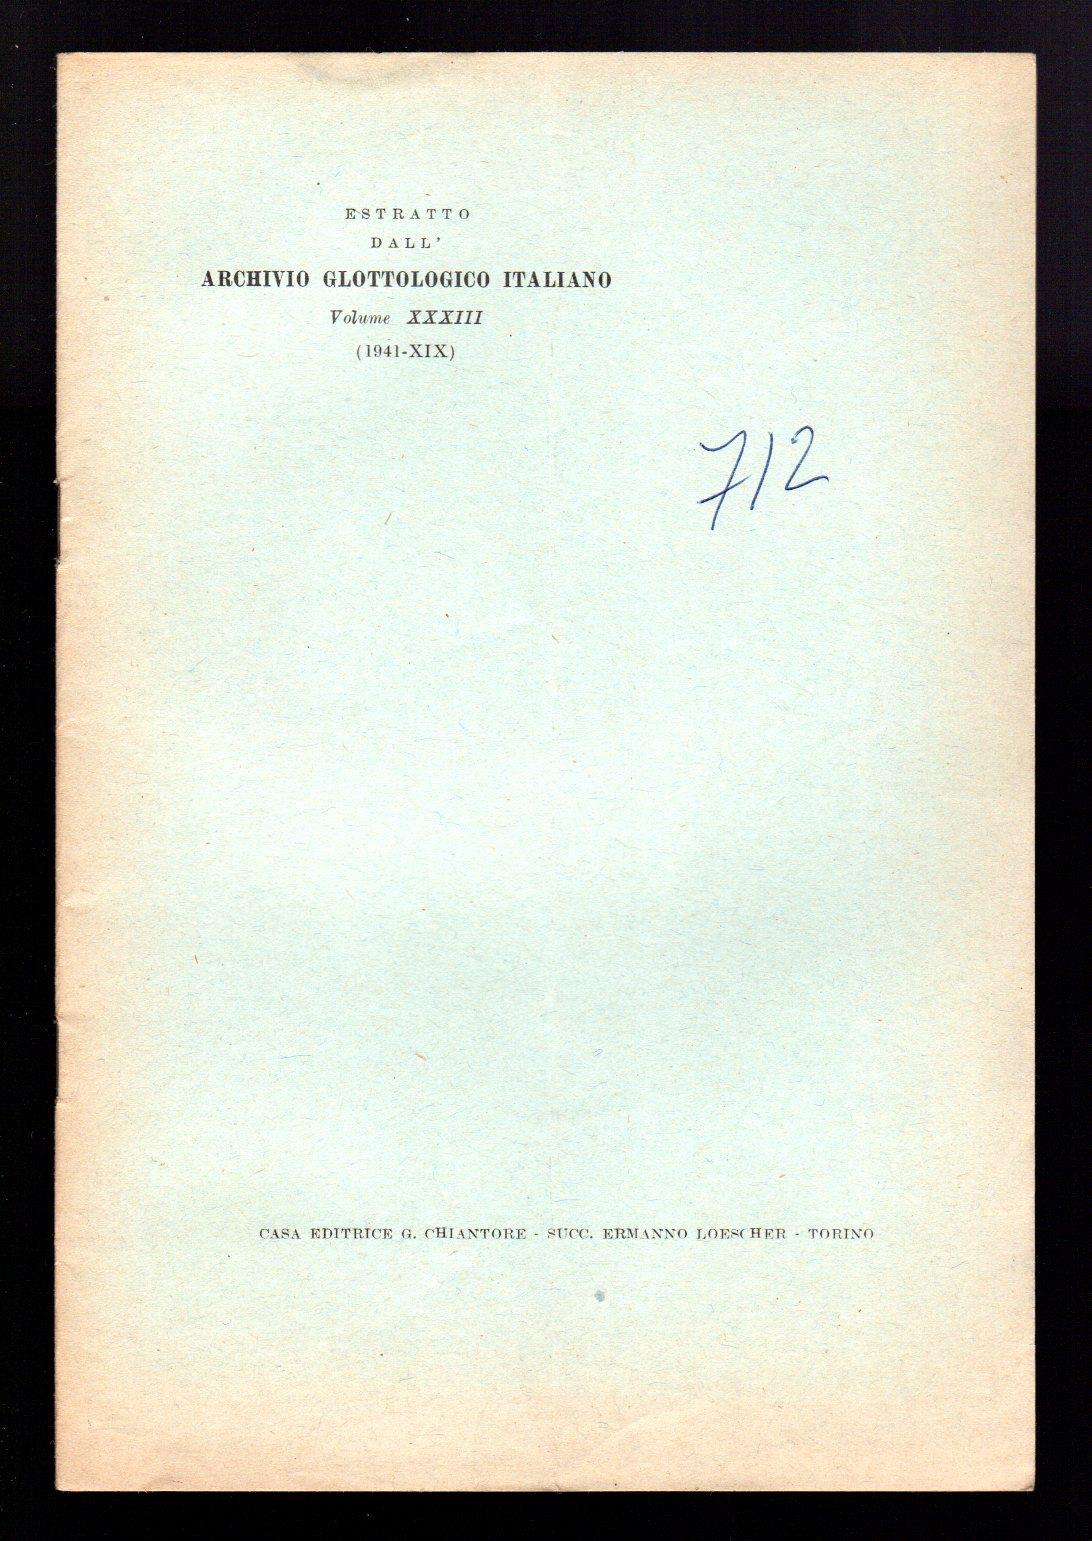 ESTRATTO
DALL'
ARCHIVIO GLOTTOLOGICO ITALIANO
Volume XXXIII
(1941-XIX)
712
CASA EDITRICE G. CHIANTORE - SUCC. ERMANNO LOESCHER - TORINO